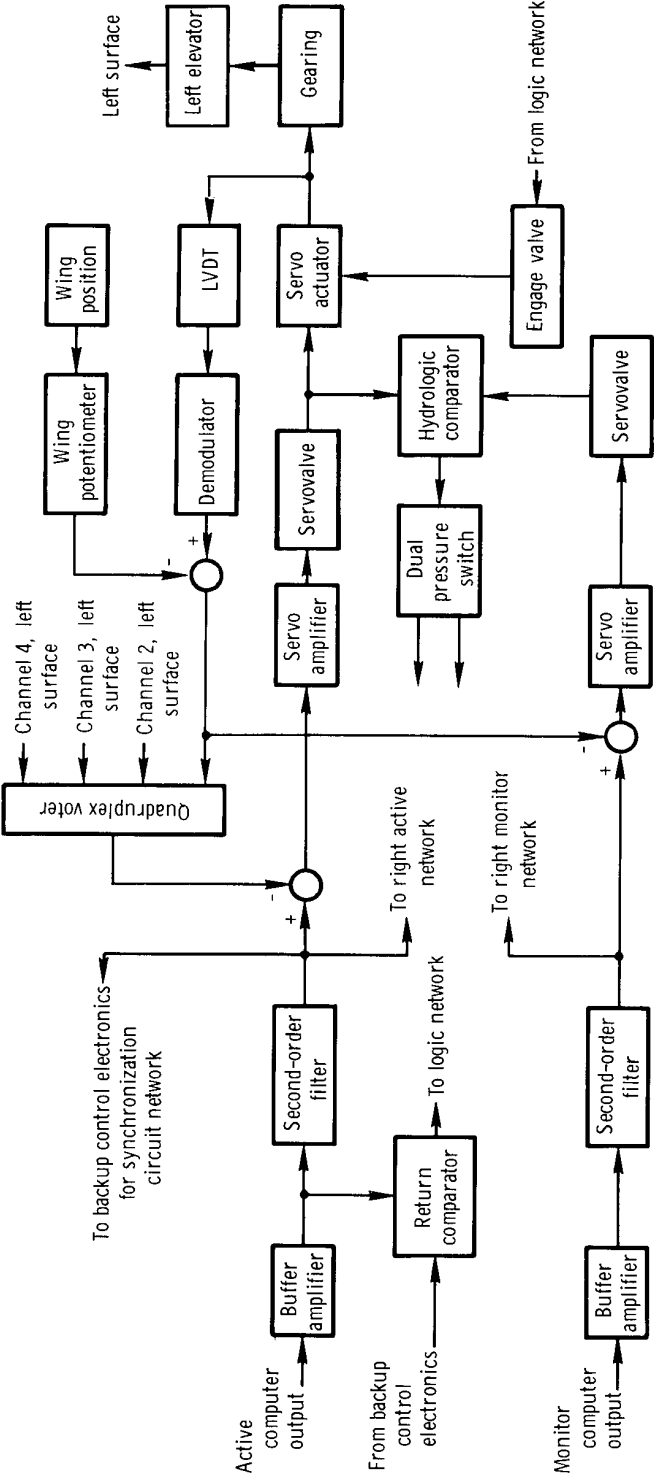 To backup control electronics
for synchronization
circuit network
Channel 4, left
surface
Channel 3, left
surface
Channel 2, left
surface
Quadruplex voter
Wing
potentiometer
Wing
position
Left surface
-
+
Demodulator
LVDT
Left elevator
Active
computer
output
Buffer
amplifier
Second-order
filter
+
-
Servo
amplifier
Servovalve
Servo
actuator
Gearing
From backup
control
electronics
Return
comparator
To logic network
To right active
network
Dual
pressure
switch
Hydrologic
comparator
Engage valve
From logic network
To right monitor
network
Monitor
computer
output
Buffer
amplifier
Second-order
filter
+
-
Servo
amplifier
Servovalve